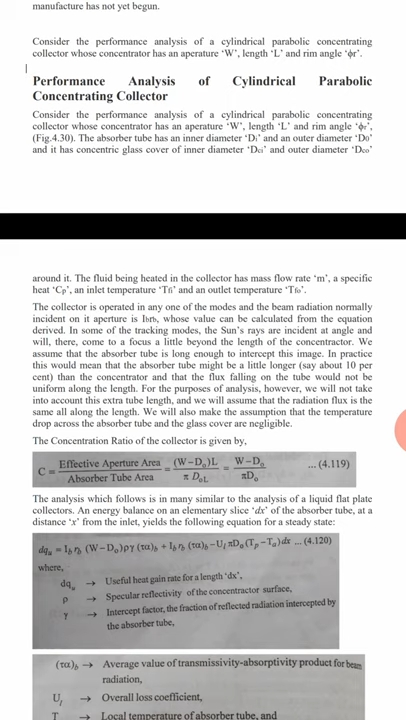 manufacture has not yet begun.
Consider the performance analysis of a cylindrical parabolic concentrating
collector whose concentrator has an aperature ‘W’, length ‘L’ and rim angle ‘ϕr’.
Performance Analysis of Cylindrical Parabolic
Concentrating Collector
Consider the performance analysis of a cylindrical parabolic concentrating
collector whose concentrator has an aperature ‘W’, length ‘L’ and rim angle ‘ϕr’,
(Fig.4.30). The absorber tube has an inner diameter ‘Di’ and an outer diameter ‘D0’
and it has concentric glass cover of inner diameter ‘Dci’ and outer diameter ‘Dco’
around it. The fluid being heated in the collector has mass flow rate ‘m’, a specific
heat ‘Cp’, an inlet temperature ‘Tfi’ and an outlet temperature ‘Tfo’.
The collector is operated in any one of the modes and the beam radiation normally
incident on it aperture is Ibrb, whose value can be calculated from the equation
derived. In some of the tracking modes, the Sun’s rays are incident at angle and
will, there, come to a focus a little beyond the length of the concentractor. We
assume that the absorber tube is long enough to intercept this image. In practice
this would mean that the absorber tube might be a little longer (say about 10 per
cent) than the concentrator and that the flux falling on the tube would not be
uniform along the length. For the purposes of analysis, however, we will not take
into account this extra tube length, and we will assume that the radiation flux is the
same all along the length. We will also make the assumption that the temperature
drop across the absorber tube and the glass cover are negligible.
The Concentration Ratio of the collector is given by,
C = Effective Aperture Area / Absorber Tube Area = (W–Do)L / π DoL = W–Do / πDo ... (4.119)
The analysis which follows is in many similar to the analysis of a liquid flat plate
collectors. An energy balance on an elementary slice ‘dx’ of the absorber tube, at a
distance ‘x’ from the inlet, yields the following equation for a steady state:
dqu = Ib rb (W–Do)ργ (τα)b + Ib rb (τα)b – Ul πDo (Tp–Ta) dx ... (4.120)
where,
dqu → Useful heat gain rate for a length ‘dx’,
ρ → Specular reflectivity of the concentractor surface,
γ → Intercept factor, the fraction of reflected radiation intercepted by
the absorber tube,
(τα)b → Average value of transmissivity-absorptivity product for beam
radiation,
Ul → Overall loss coefficient,
→ Local temperature of absorber tube, and